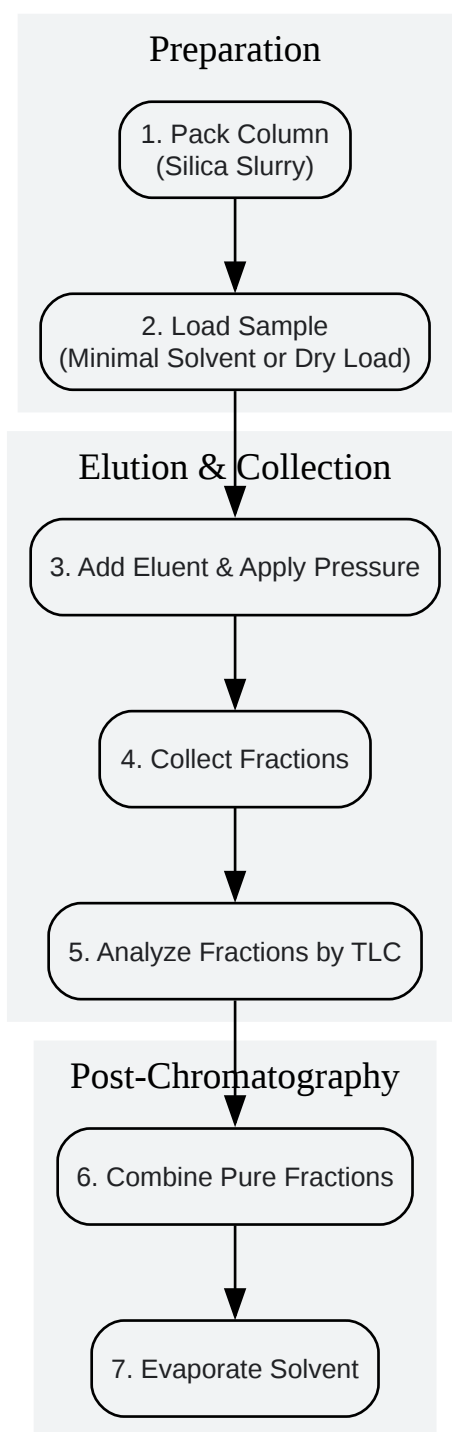 Preparation
1. Pack Column
(Silica Slurry)
2. Load Sample
(Minimal Solvent or Dry Load)
Elution & Collection
3. Add Eluent & Apply Pressure
4. Collect Fractions
5. Analyze Fractions by TLC
Post-Chromatography
6. Combine Pure Fractions
7. Evaporate Solvent